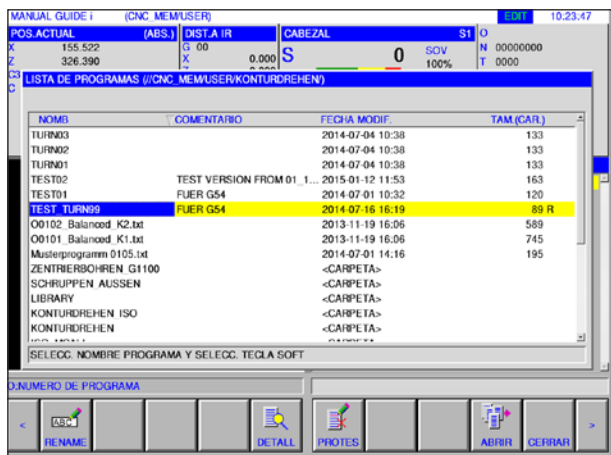 MANUAL GUIDE i (CNC_MEM/USER) EDIT 10:23:47
POS.ACTUAL (ABS.) DIST.A IR CABEZAL S1 O
X 155.522 G 00 S 0 SOV N 00000000
Z 326.390 X 0.000 100% T 0000
C3
C
LISTA DE PROGRAMAS (//CNC_MEM/USER/KONTURDREHEN/)
NOMB COMENTARIO FECHA MODIF. TAM.(CAR.)
TURN03 2014-07-04 10:38 133
TURN02 2014-07-04 10:38 133
TURN01 2014-07-04 10:38 133
TEST02 TEST VERSION FROM 01_1... 2015-01-12 11:53 163
TEST01 FUER G54 2014-07-01 10:32 120
TEST_TURN99 FUER G54 2014-07-16 16:19 89 R
O0102_Balanced_K2.txt 2013-11-19 16:06 589
O0101_Balanced_K1.txt 2013-11-19 16:06 745
Musterprogramm 0105.txt 2014-07-01 14:16 195
ZENTRIERBOHREN_G1100 <CARPETA>
SCHRUPPEN_AUSSEN <CARPETA>
LIBRARY <CARPETA>
KONTURDREHEN_ISO <CARPETA>
KONTURDREHEN <CARPETA>
SELECC. NOMBRE PROGRAMA Y SELECC. TECLA SOFT
O:NUMERO DE PROGRAMA
< ABC RENAME DETALL PROTES ABRIR CERRAR >